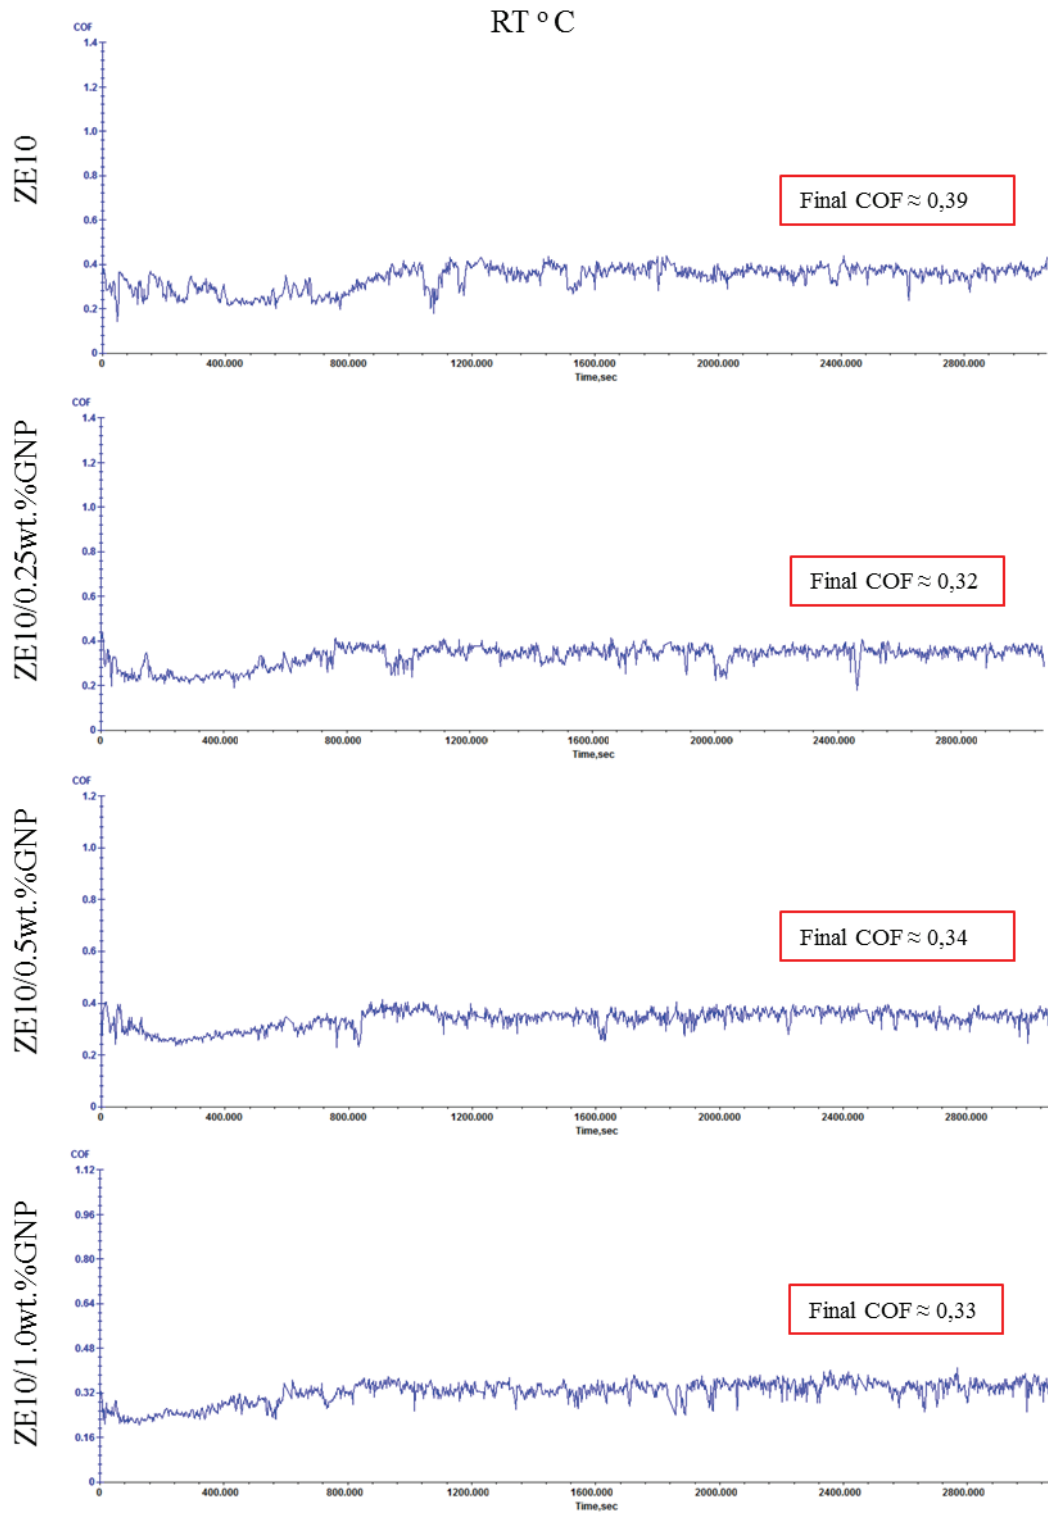 RT ° C
ZE10
COF
1.4
1.2
1.0
0.8
0.6
0.4
0.2
0
Final COF ≈ 0,39
0 400.000 800.000 1200.000 1600.000 2000.000 2400.000 2800.000
Time,sec
ZE10/0.25wt.%GNP
COF
1.4
1.2
1.0
0.8
0.6
0.4
0.2
0
Final COF ≈ 0,32
0 400.000 800.000 1200.000 1600.000 2000.000 2400.000 2800.000
Time,sec
ZE10/0.5wt.%GNP
COF
1.2
1.0
0.8
0.6
0.4
0.2
0
Final COF ≈ 0,34
0 400.000 800.000 1200.000 1600.000 2000.000 2400.000 2800.000
Time,sec
ZE10/1.0wt.%GNP
COF
1.12
0.96
0.80
0.64
0.48
0.32
0.16
0
Final COF ≈ 0,33
0 400.000 800.000 1200.000 1600.000 2000.000 2400.000 2800.000
Time,sec